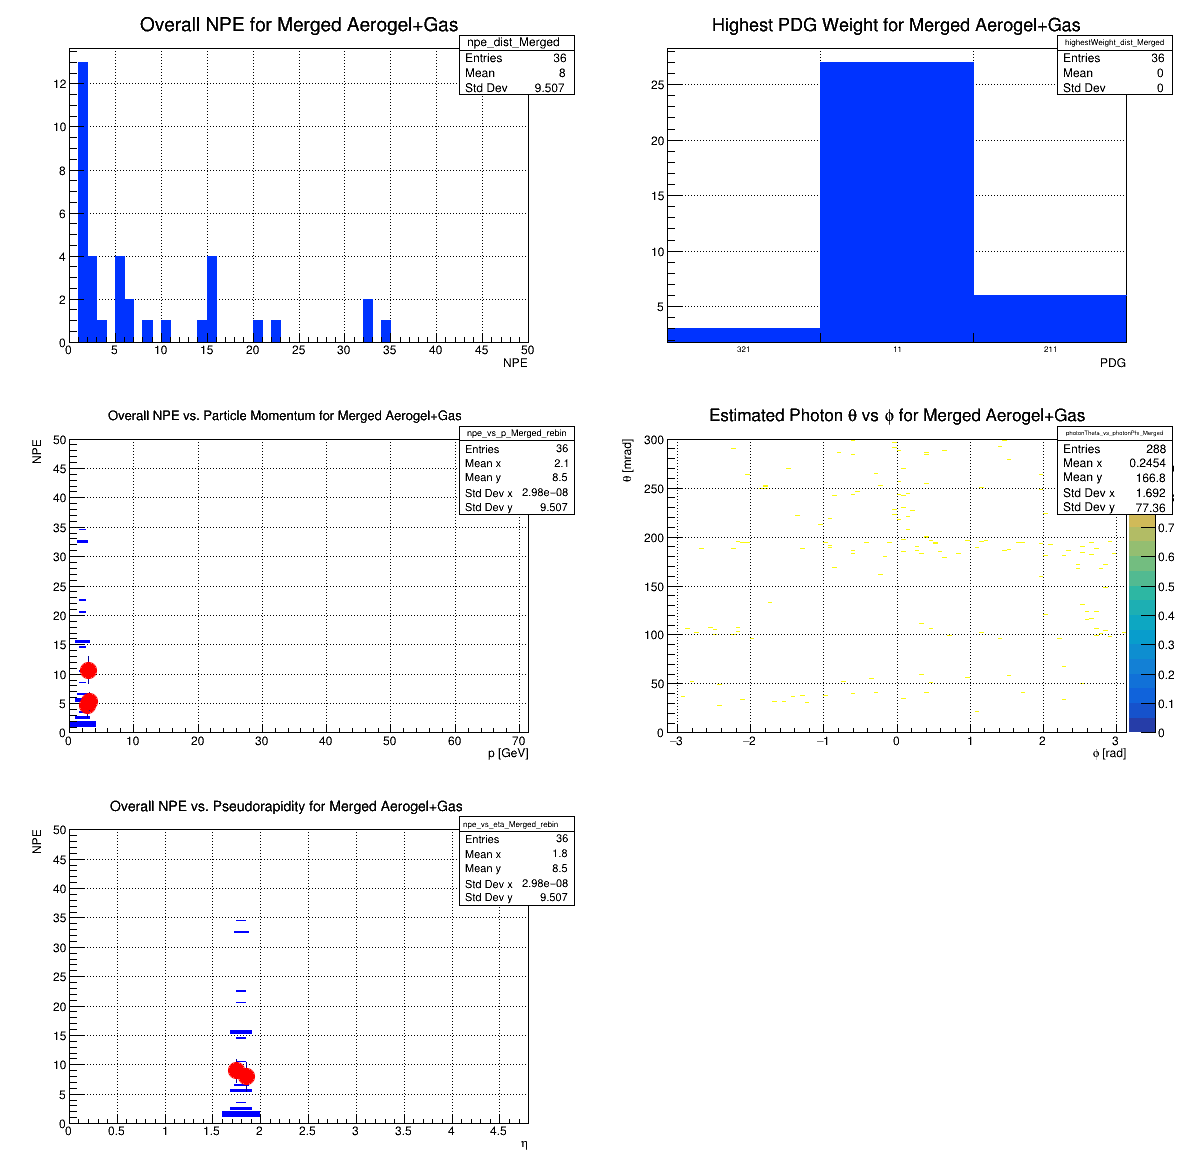 Overall NPE for Merged Aerogel+Gas
npe_dist_Merged
Entries 36
Mean 8
Std Dev 9.507
12
10
8
6
4
2
0
0 5 10 15 20 25 30 35 40 45 50
NPE
Highest PDG Weight for Merged Aerogel+Gas
highestWeight_dist_Merged
Entries 36
Mean 0
Std Dev 0
25
20
15
10
5
321 11 211
PDG
Overall NPE vs. Particle Momentum for Merged Aerogel+Gas
npe_vs_p_Merged_rebin
Entries 36
Mean x 2.1
Mean y 8.5
Std Dev x 2.98e−08
Std Dev y 9.507
NPE
50
45
40
35
30
25
20
15
10
5
0
0 10 20 30 40 50 60 70
p [GeV]
Estimated Photon θ vs ϕ for Merged Aerogel+Gas
photonTheta_vs_photonPhi_Merged
Entries 288
Mean x 0.2454
Mean y 166.8
Std Dev x 1.692
Std Dev y 77.36
θ [mrad]
300
250
200
150
100
50
0
−3 −2 −1 0 1 2 3
ϕ [rad]
0.7
0.6
0.5
0.4
0.3
0.2
0.1
0
Overall NPE vs. Pseudorapidity for Merged Aerogel+Gas
npe_vs_eta_Merged_rebin
Entries 36
Mean x 1.8
Mean y 8.5
Std Dev x 2.98e−08
Std Dev y 9.507
NPE
50
45
40
35
30
25
20
15
10
5
0
0 0.5 1 1.5 2 2.5 3 3.5 4 4.5
η